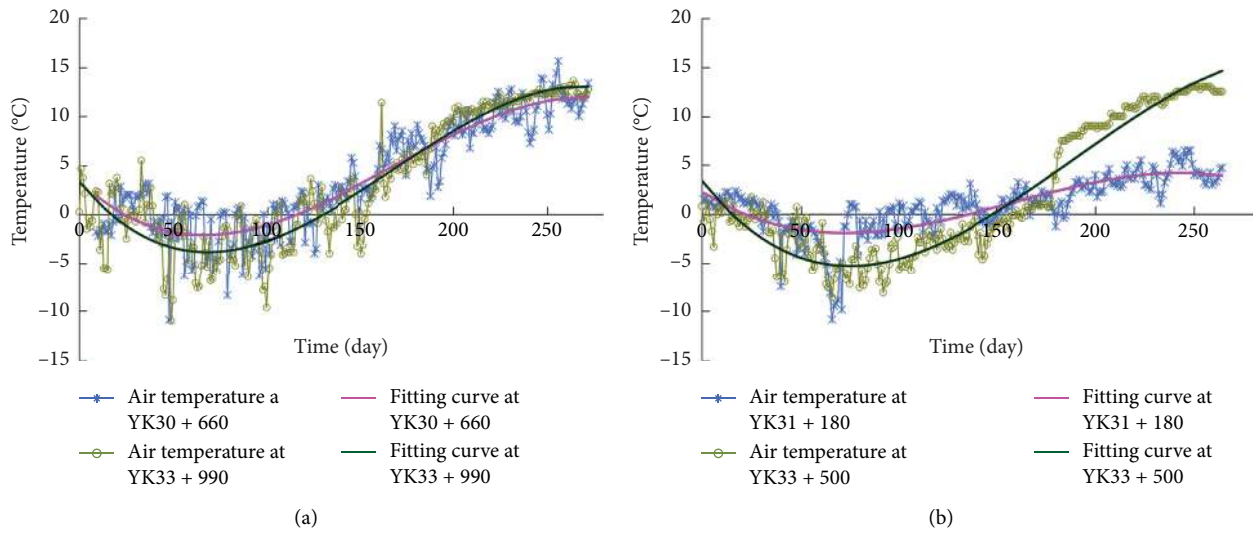 20
15
10
5
0
–5
–10
–15
50
100
150
200
250
Temperature (°C)
Time (day)
Air temperature a
YK30 + 660
Fitting curve at
YK30 + 660
Air temperature at
YK33 + 990
Fitting curve at
YK33 + 990
(a)
20
15
10
5
0
–5
–10
–15
0
50
100
150
200
250
Temperature (°C)
Time (day)
Air temperature at
YK31 + 180
Fitting curve at
YK31 + 180
Air temperature at
YK33 + 500
Fitting curve at
YK33 + 500
(b)